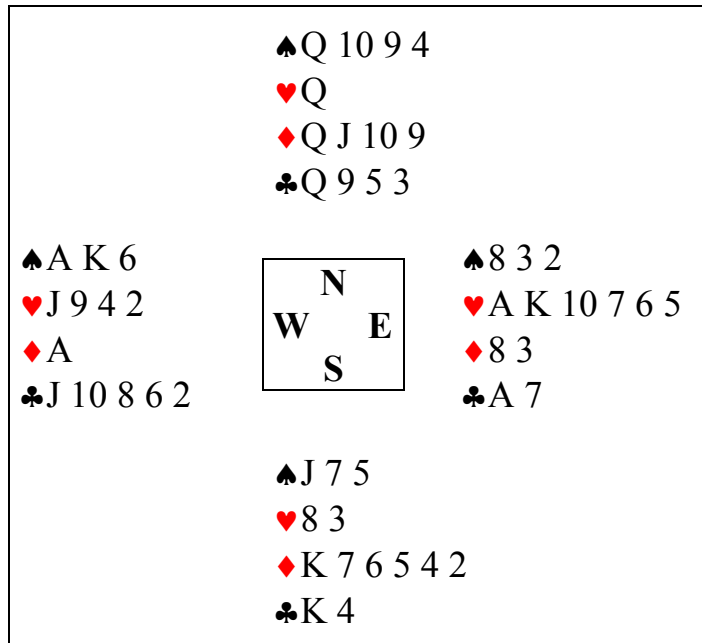 ♠Q 10 9 4
♥Q
♦Q J 10 9
♣Q 9 5 3
♠A K 6
♥J 9 4 2
♦A
♣J 10 8 6 2
N
W E
S
♠8 3 2
♥A K 10 7 6 5
♦8 3
♣A 7
♠J 7 5
♥8 3
♦K 7 6 5 4 2
♣K 4